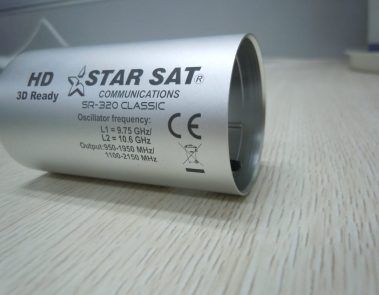 HD
3D Ready
STAR SAT®
COMMUNICATIONS
SR-320 CLASSIC
Oscillator frequency:
L1 = 9.75 GHz/
L2 = 10.6 GHz
Output:950-1950 MHz/
1100-2150 MHz
CE